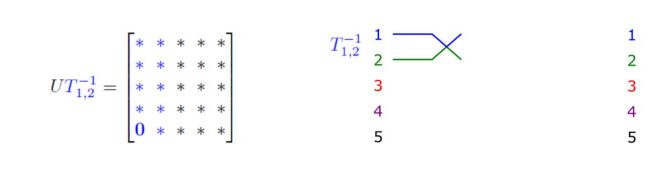 * * * * *
* * * * *
UT_{1,2}^{-1} = * * * * *
* * * * *
0 * * * *
T_{1,2}^{-1}
1 1
2 2
3 3
4 4
5 5